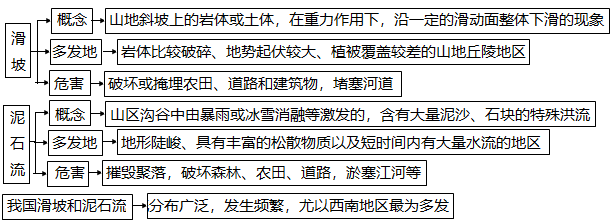 滑坡
概念
山地斜坡上的岩体或土体，在重力作用下，沿一定的滑动面整体下滑的现象
多发地
岩体比较破碎、地势起伏较大、植被覆盖较差的山地丘陵地区
危害
破坏或掩埋农田、道路和建筑物，堵塞河道
泥石流
概念
山区沟谷中由暴雨或冰雪消融等激发的，含有大量泥沙、石块的特殊洪流
多发地
地形陡峻、具有丰富的松散物质以及短时间内有大量水流的地区
危害
摧毁聚落，破坏森林、农田、道路，淤塞江河等
我国滑坡和泥石流
分布广泛，发生频繁，尤以西南地区最为多发